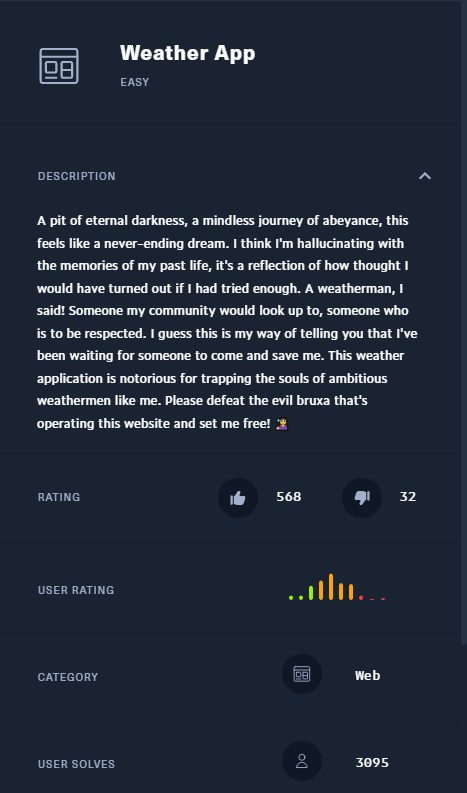 Weather App
EASY
DESCRIPTION
A pit of eternal darkness, a mindless journey of abeyance, this
feels like a never-ending dream. I think I'm hallucinating with
the memories of my past life, it's a reflection of how thought I
would have turned out if I had tried enough. A weatherman, I
said! Someone my community would look up to, someone who
is to be respected. I guess this is my way of telling you that I've
been waiting for someone to come and save me. This weather
application is notorious for trapping the souls of ambitious
weathermen like me. Please defeat the evil bruxa that's
operating this website and set me free! 🧙‍♀️
RATING 568 32
USER RATING
CATEGORY Web
USER SOLVES 3095